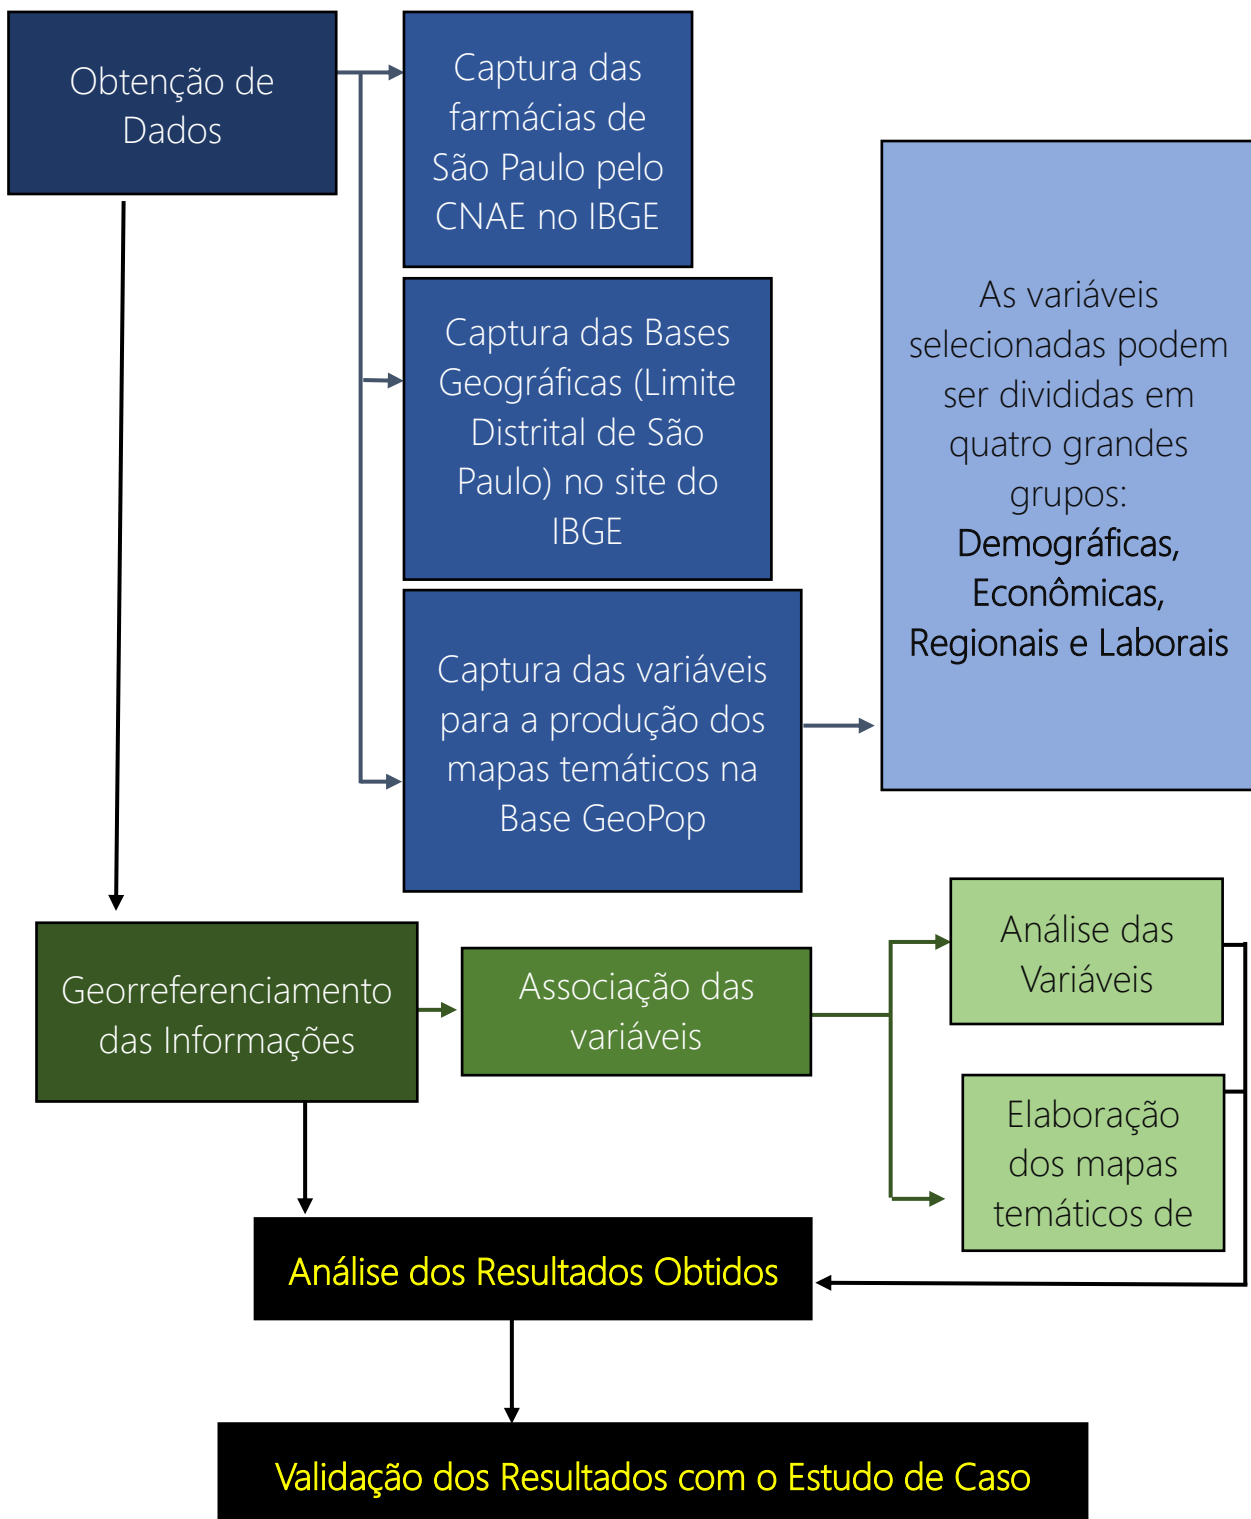 Obtenção de
Dados
Captura das
farmácias de
São Paulo pelo
CNAE no IBGE
Captura das Bases
Geográficas (Limite
Distrital de São
Paulo) no site do
IBGE
Captura das variáveis
para a produção dos
mapas temáticos na
Base GeoPop
As variáveis
selecionadas podem
ser divididas em
quatro grandes
grupos:
Demográficas,
Econômicas,
Regionais e Laborais
Georreferenciamento
das Informações
Associação das
variáveis
Análise das
Variáveis
Elaboração
dos mapas
temáticos de
Análise dos Resultados Obtidos
Validação dos Resultados com o Estudo de Caso